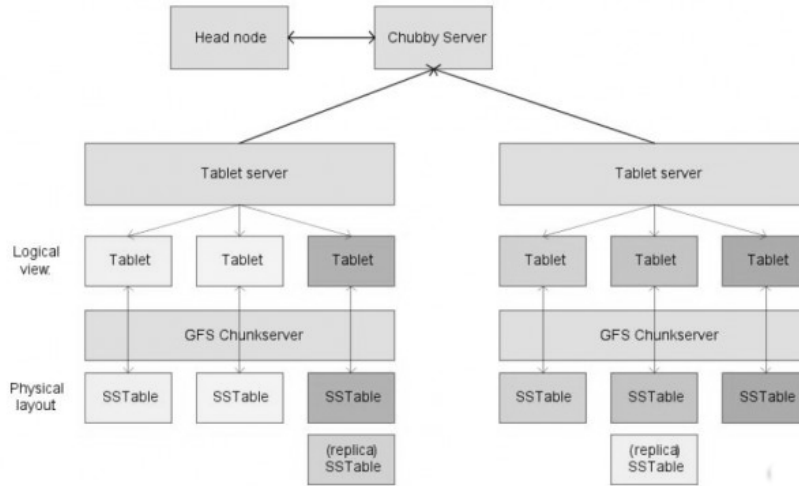 Head node
Chubby Server
Tablet server
Tablet server
Logical
view:
Tablet
Tablet
Tablet
Tablet
Tablet
Tablet
GFS Chunkserver
GFS Chunkserver
Physical
layout
SSTable
SSTable
SSTable
SSTable
SSTable
SSTable
(replica)
SSTable
(replica)
SSTable